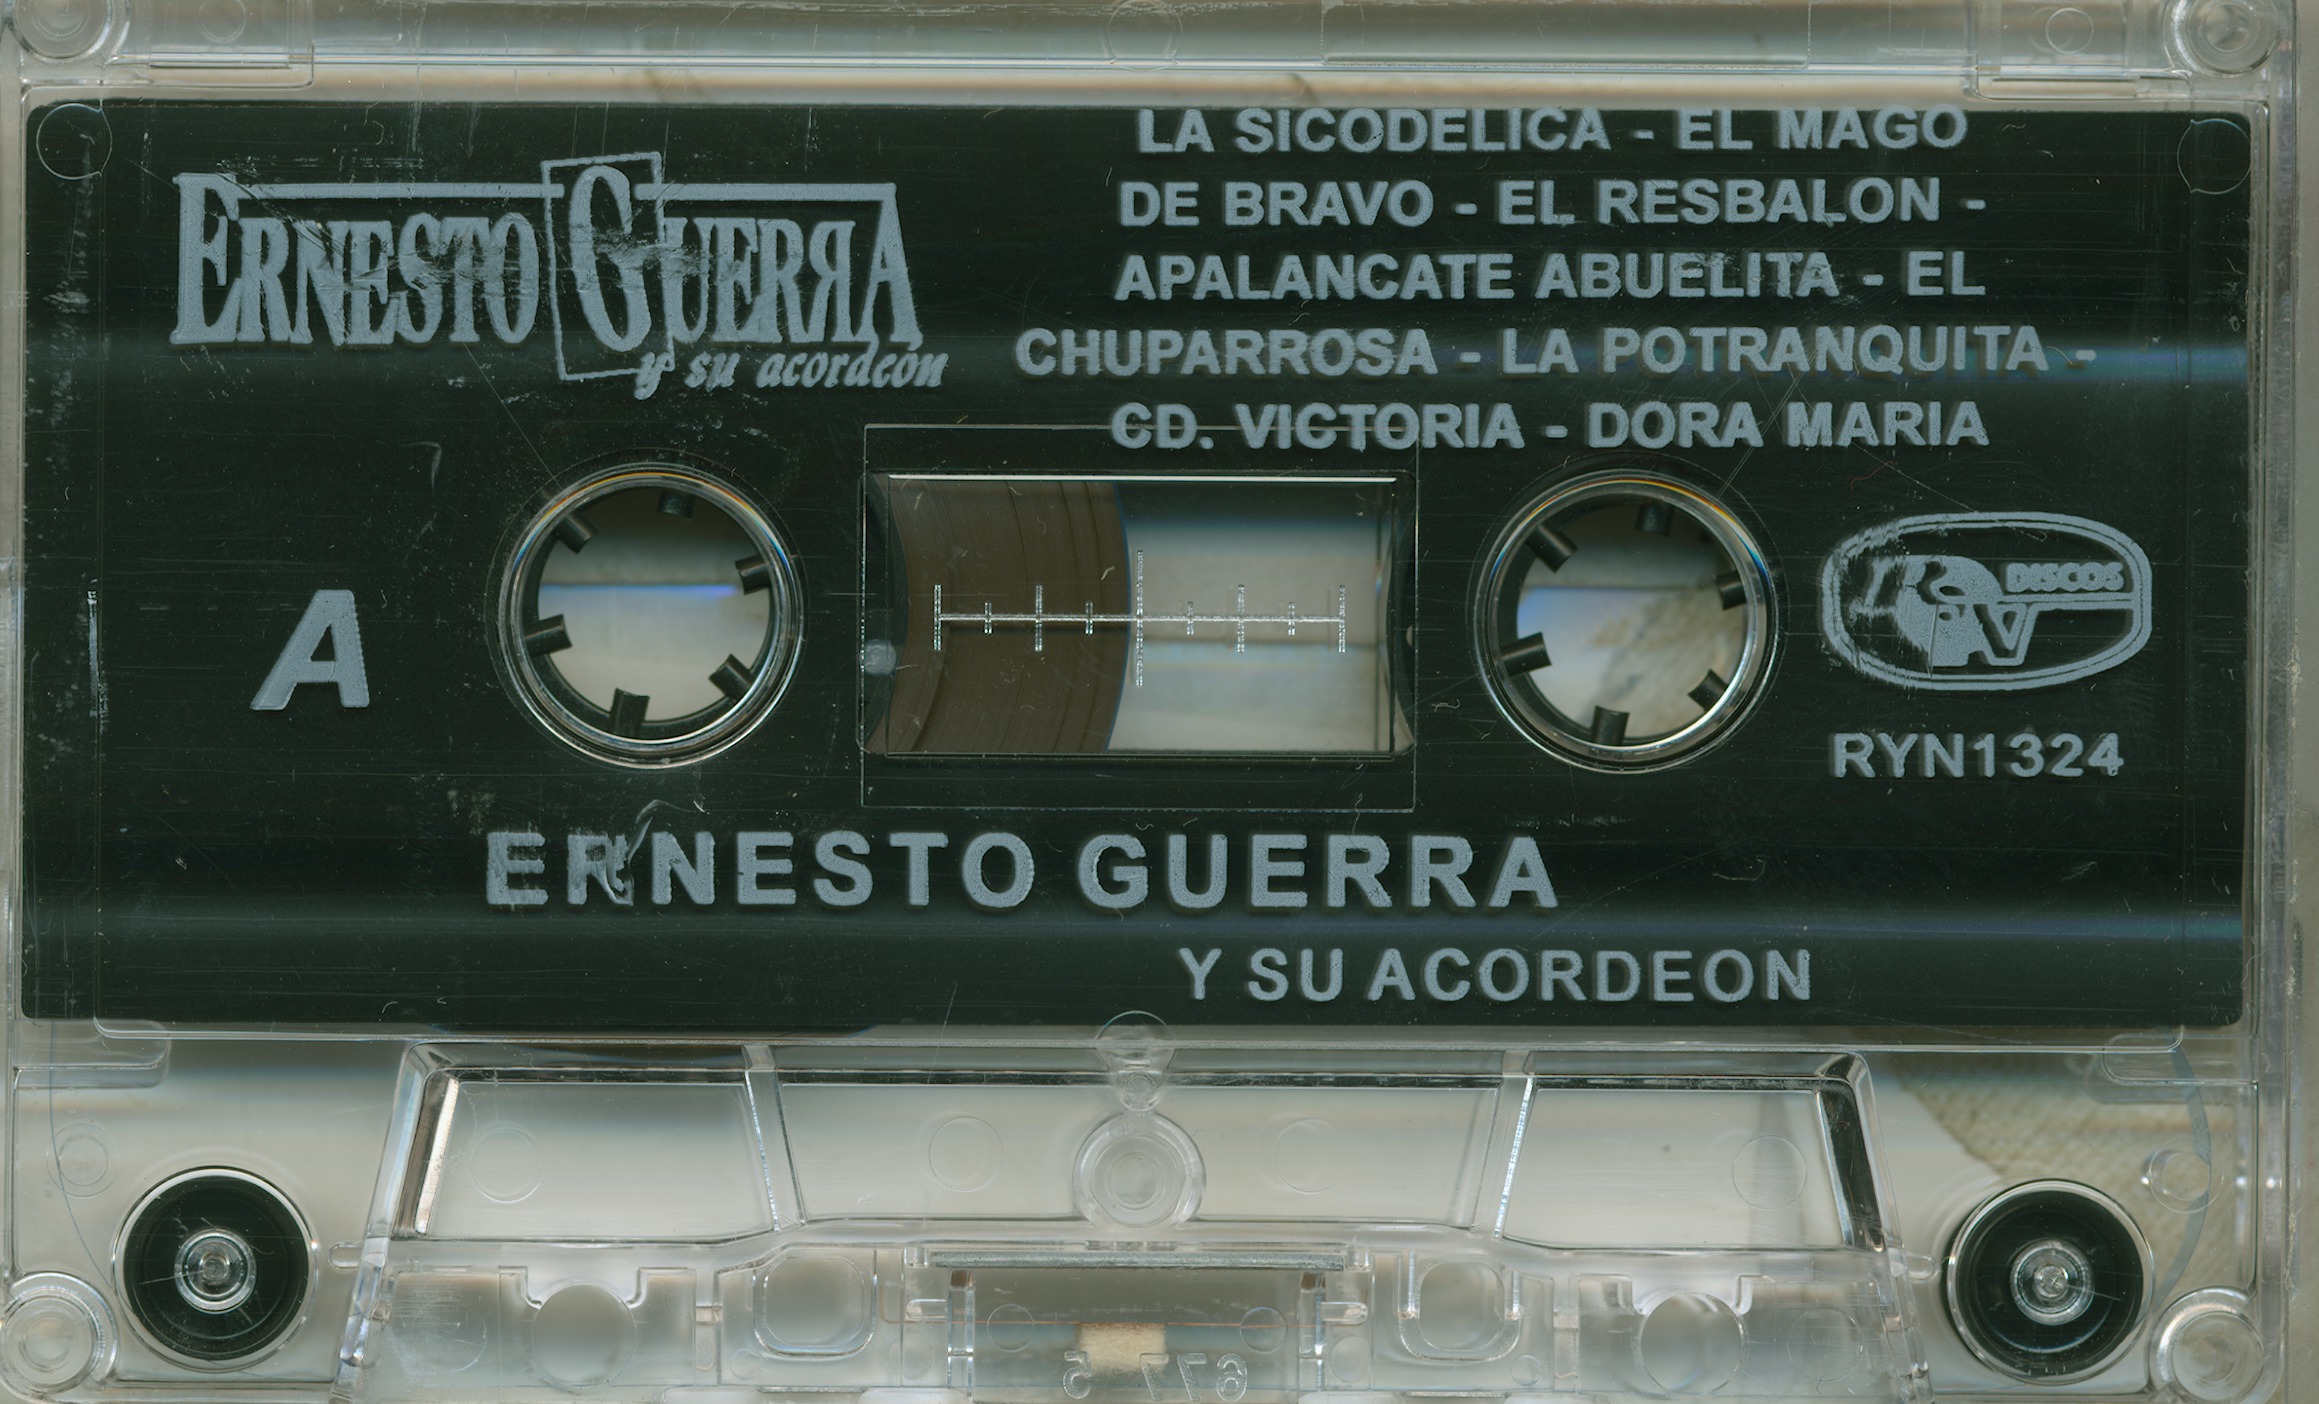 ERNESTO GUERRA
y su acordeón
LA SICODELICA - EL MAGO
DE BRAVO - EL RESBALON -
APALANCATE ABUELITA - EL
CHUPARROSA - LA POTRANQUITA -
CD. VICTORIA - DORA MARIA
A
DISCOS
RYN1324
ERNESTO GUERRA
Y SU ACORDEON